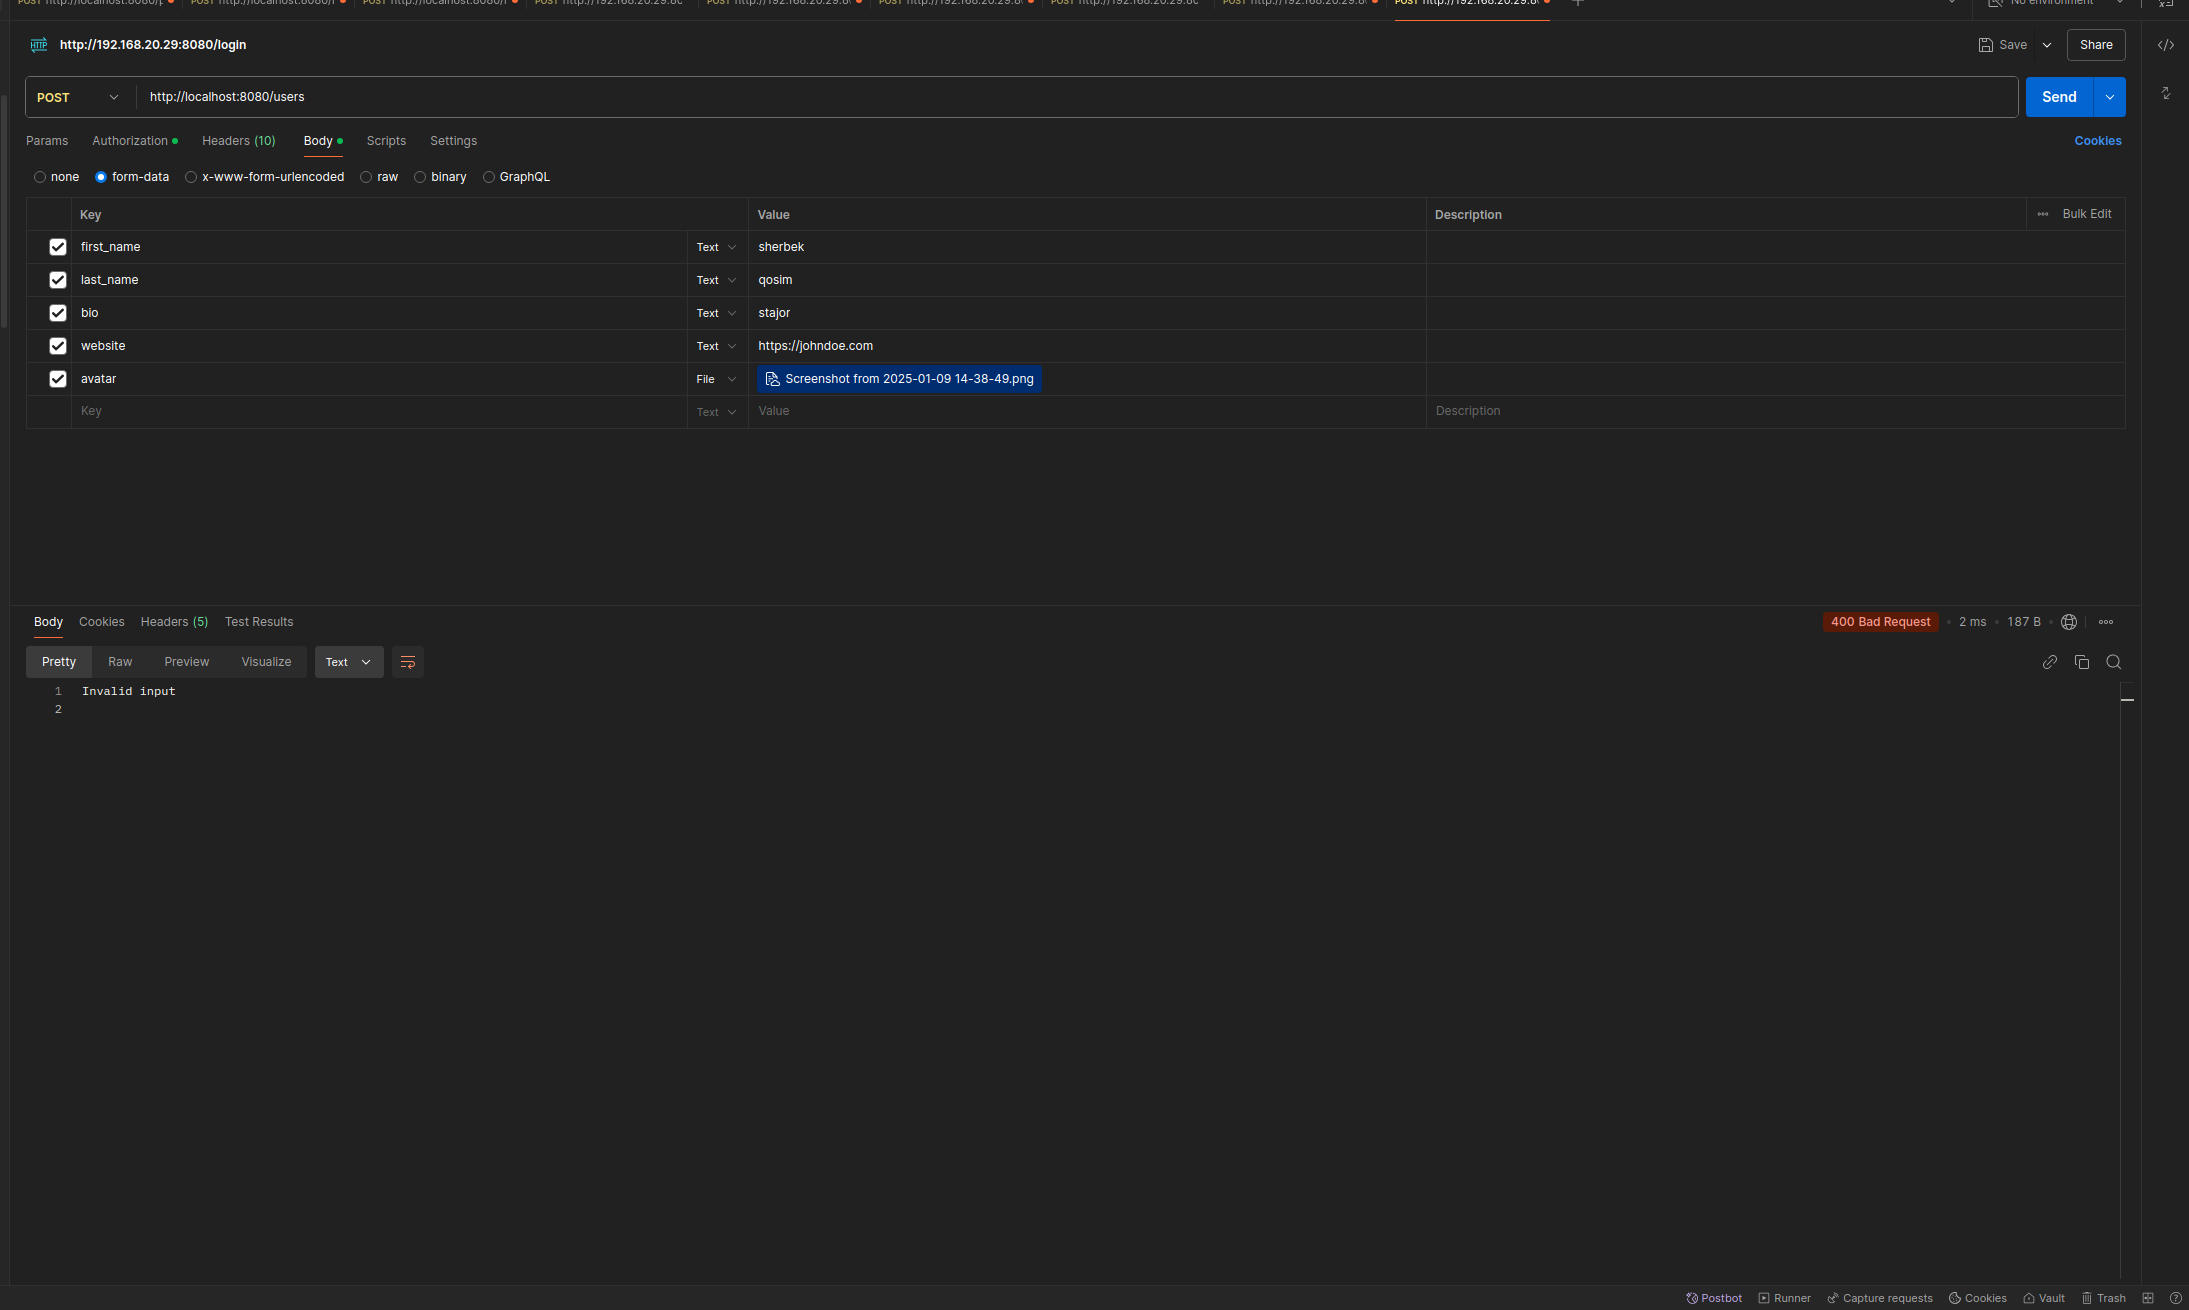 POST http://localhost:8080/ POST http://localhost:8080/ POST http://localhost:8080/ POST http://192.168.20.29:80 POST http://192.168.20.29:8 POST http://192.168.20.29:8 POST http://192.168.20.29:80 POST http://192.168.20.29:8 POST http://192.168.20.29:8 No environment
HTTP http://192.168.20.29:8080/login Save Share
POST http://localhost:8080/users Send
Params Authorization Headers (10) Body Scripts Settings Cookies
none form-data x-www-form-urlencoded raw binary GraphQL
Key Value Description Bulk Edit
first_name Text sherbek
last_name Text qosim
bio Text stajor
website Text https://johndoe.com
avatar File Screenshot from 2025-01-09 14-38-49.png
Key Text Value Description
Body Cookies Headers (5) Test Results 400 Bad Request 2 ms 187 B
Pretty Raw Preview Visualize Text
1 Invalid input
2
Postbot Runner Capture requests Cookies Vault Trash